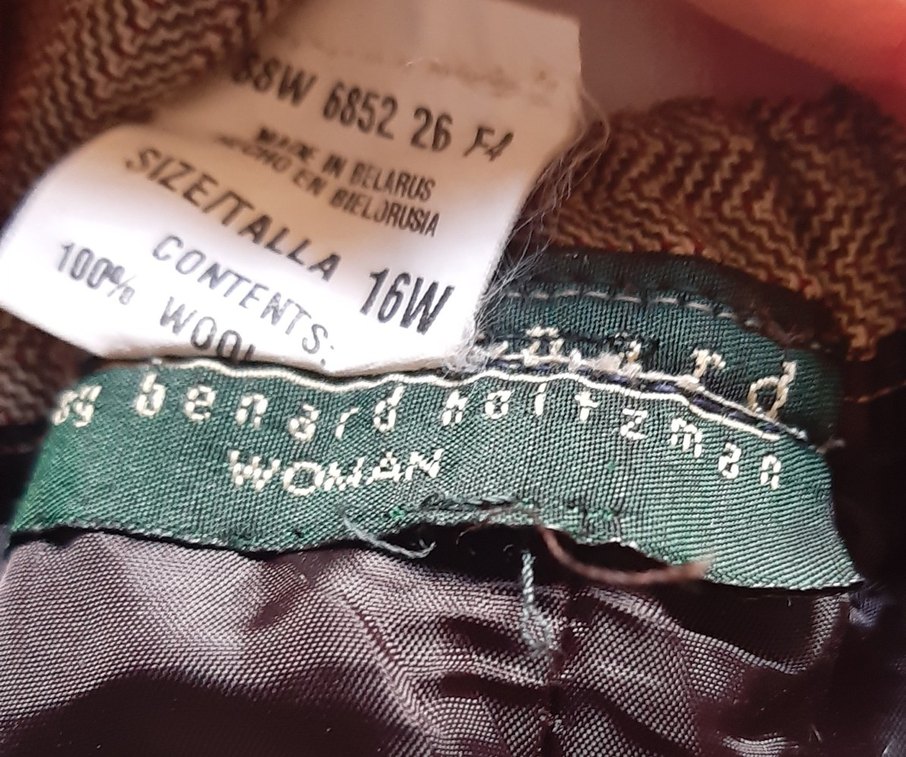 SSW 6852 26 F4
MADE IN BELARUS
HECHO EN BIELORUSIA
SIZE/TALLA 16W
CONTENTS:
100% WOOL
by benard holtzman
WOMAN